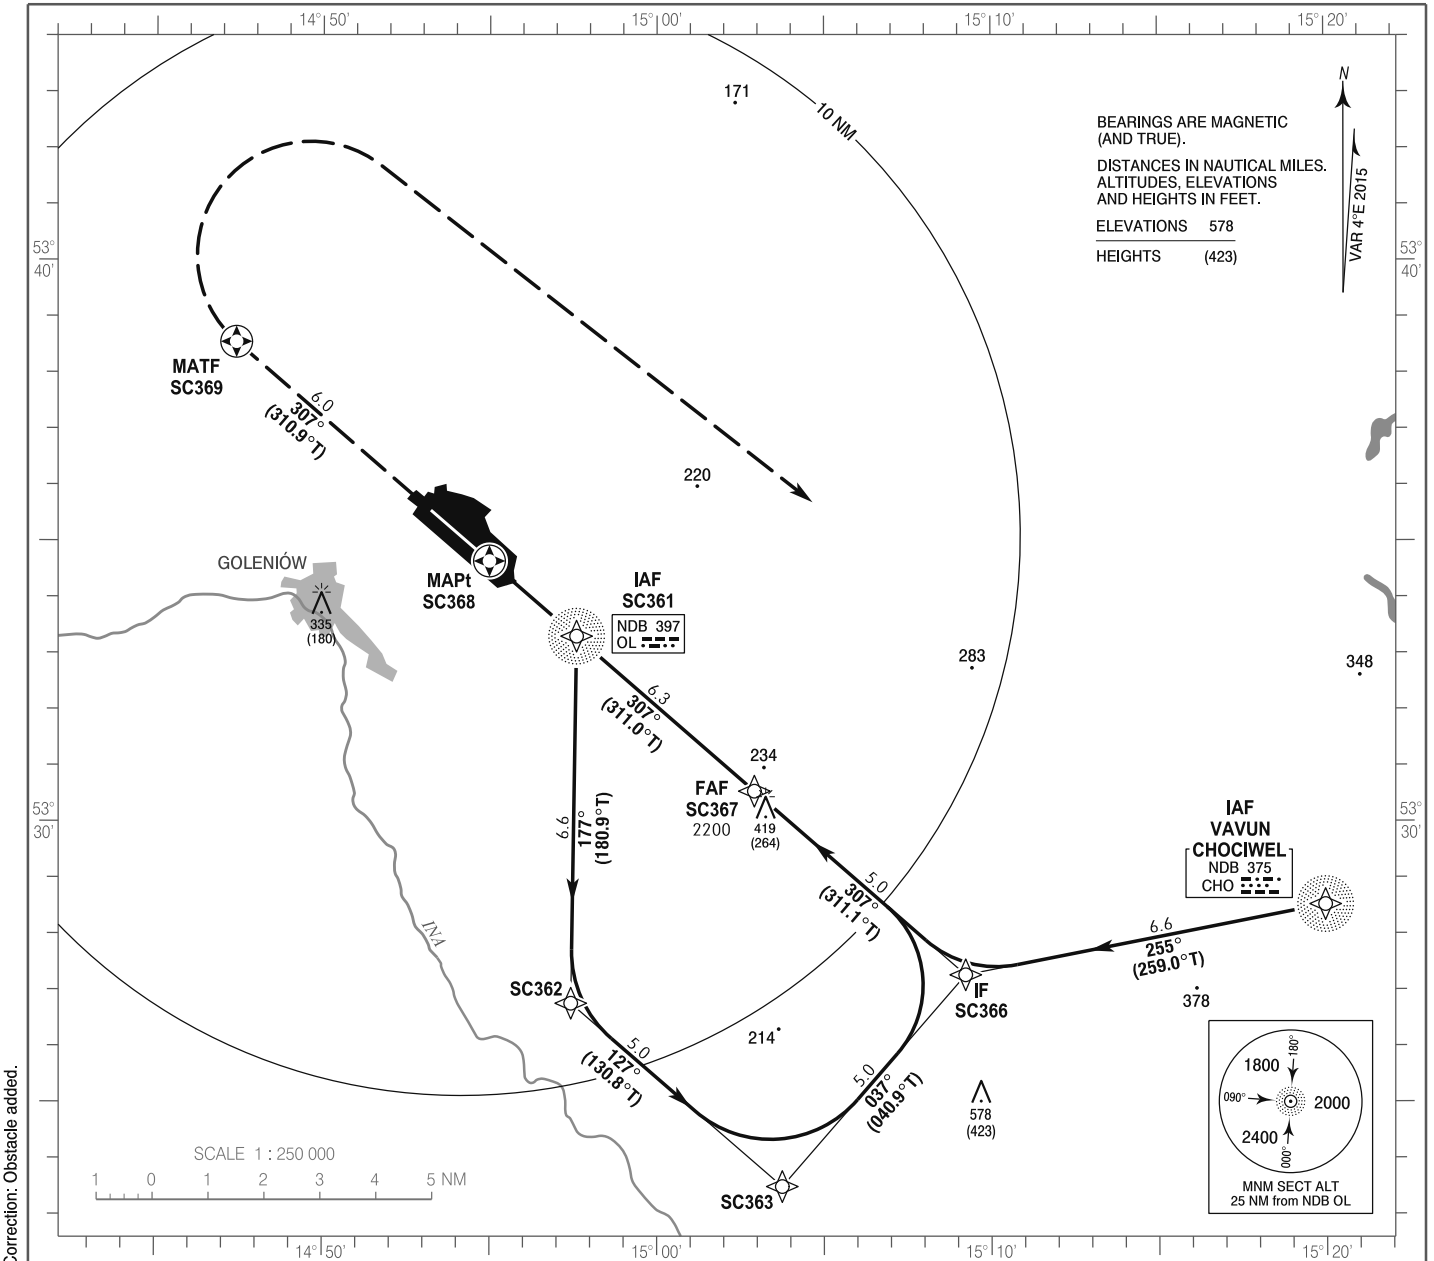 14°50'
15°00'
15°10'
15°20'
171
10 NM
N
VAR 4°E 2015
BEARINGS ARE MAGNETIC
(AND TRUE).
DISTANCES IN NAUTICAL MILES.
ALTITUDES, ELEVATIONS
AND HEIGHTS IN FEET.
ELEVATIONS 578
HEIGHTS (423)
53°
40'
53°
40'
MATF
SC369
6.0
307°
(310.9°T)
220
GOLENIÓW
335
(180)
MAPt
SC368
IAF
SC361
NDB 397
OL
283
348
6.3
307°
(311.0°T)
234
FAF
SC367
2200
419
(264)
53°
30'
53°
30'
6.6
177°
(180.9°T)
IAF
VAVUN
CHOCIWEL
NDB 375
CHO
5.0
307°
(311.1°T)
6.6
255°
(259.0°T)
INA
SC362
IF
SC366
378
214
5.0
127°
(130.8°T)
5.0
037°
(040.9°T)
578
(423)
SC363
1800
180°
090°
2000
2400
000°
MNM SECT ALT
25 NM from NDB OL
SCALE 1 : 250 000
1 0 1 2 3 4 5 NM
Correction: Obstacle added.
14°50'
15°00'
15°10'
15°20'